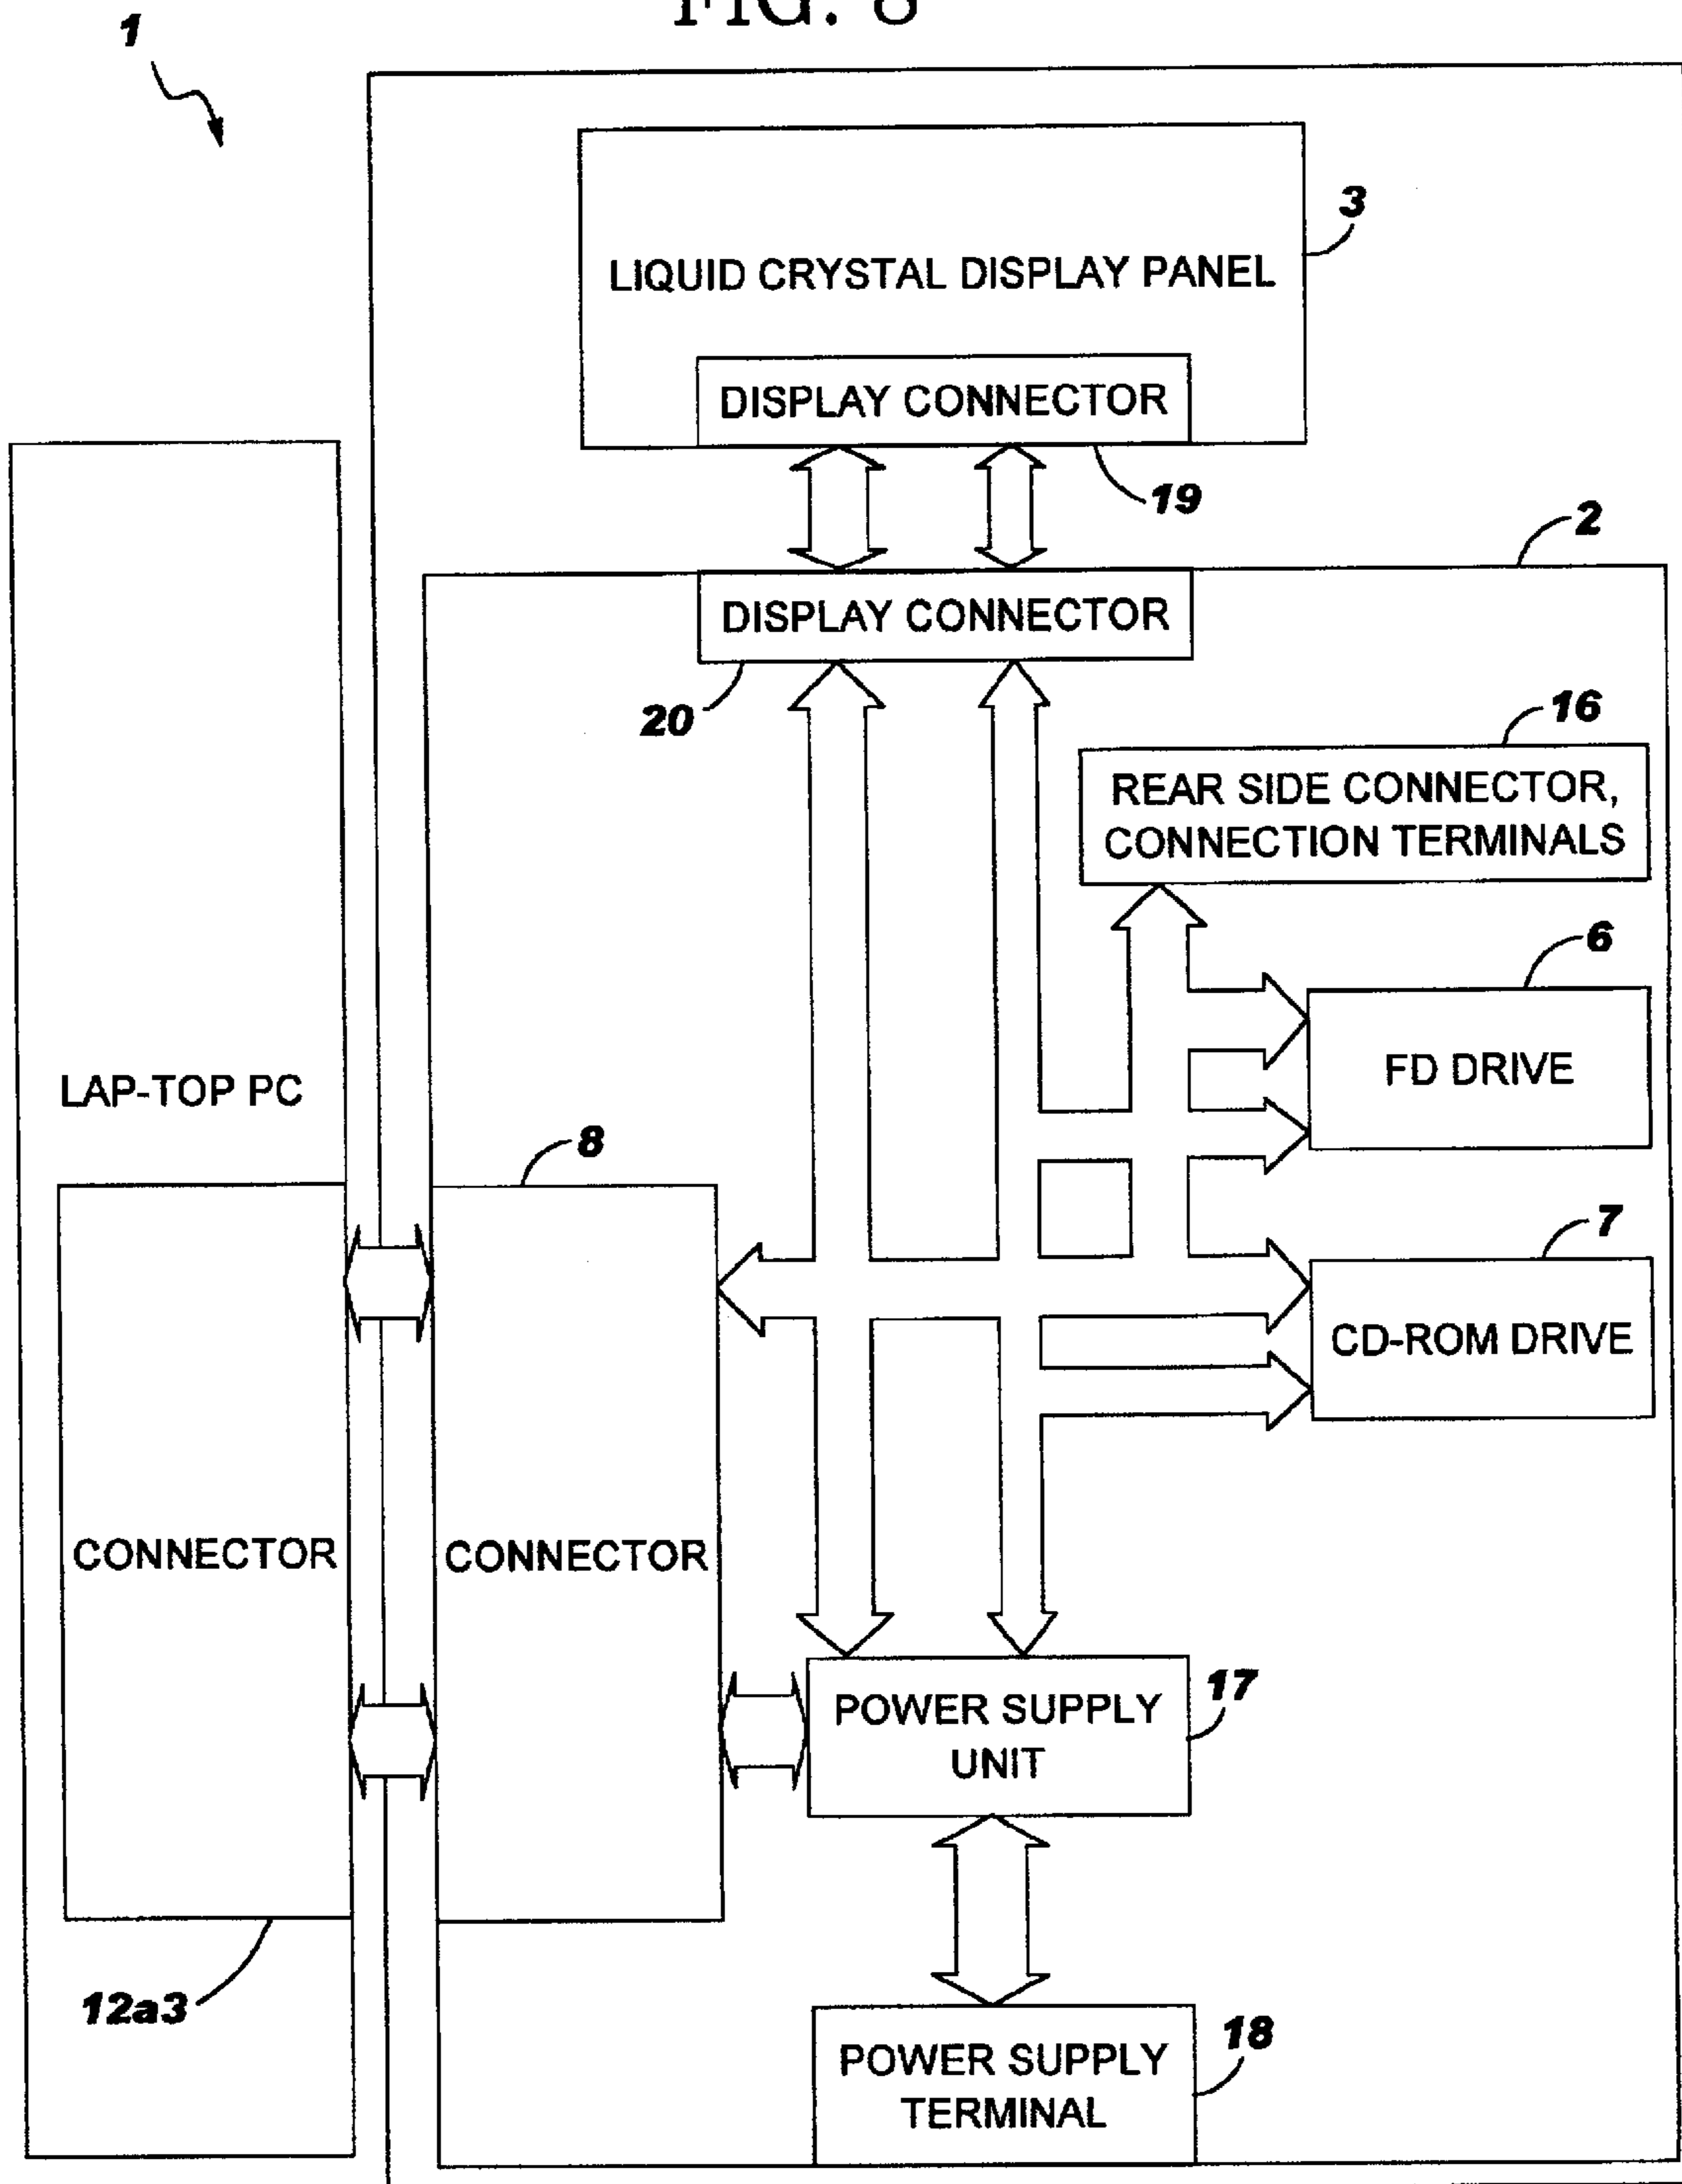 FIG. 8
1
3
LIQUID CRYSTAL DISPLAY PANEL
DISPLAY CONNECTOR
19
2
DISPLAY CONNECTOR
20
16
REAR SIDE CONNECTOR,
CONNECTION TERMINALS
6
FD DRIVE
LAP-TOP PC
8
7
CD-ROM DRIVE
CONNECTOR
CONNECTOR
17
POWER SUPPLY
UNIT
12a3
18
POWER SUPPLY
TERMINAL